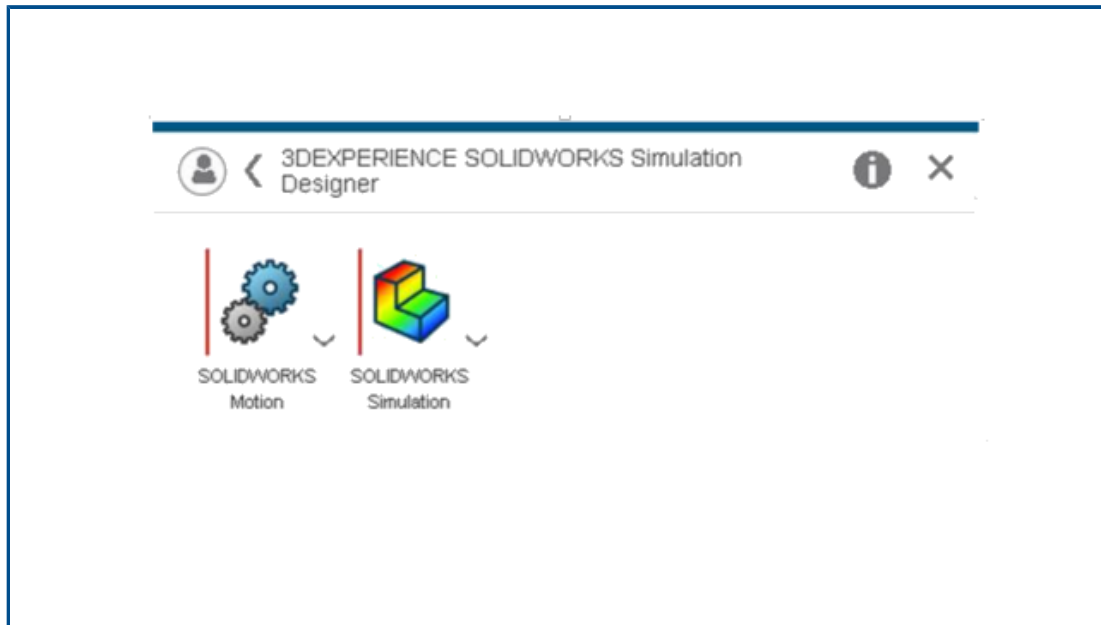 3DEXPERIENCE SOLIDWORKS Simulation
Designer
SOLIDWORKS
Motion
SOLIDWORKS
Simulation